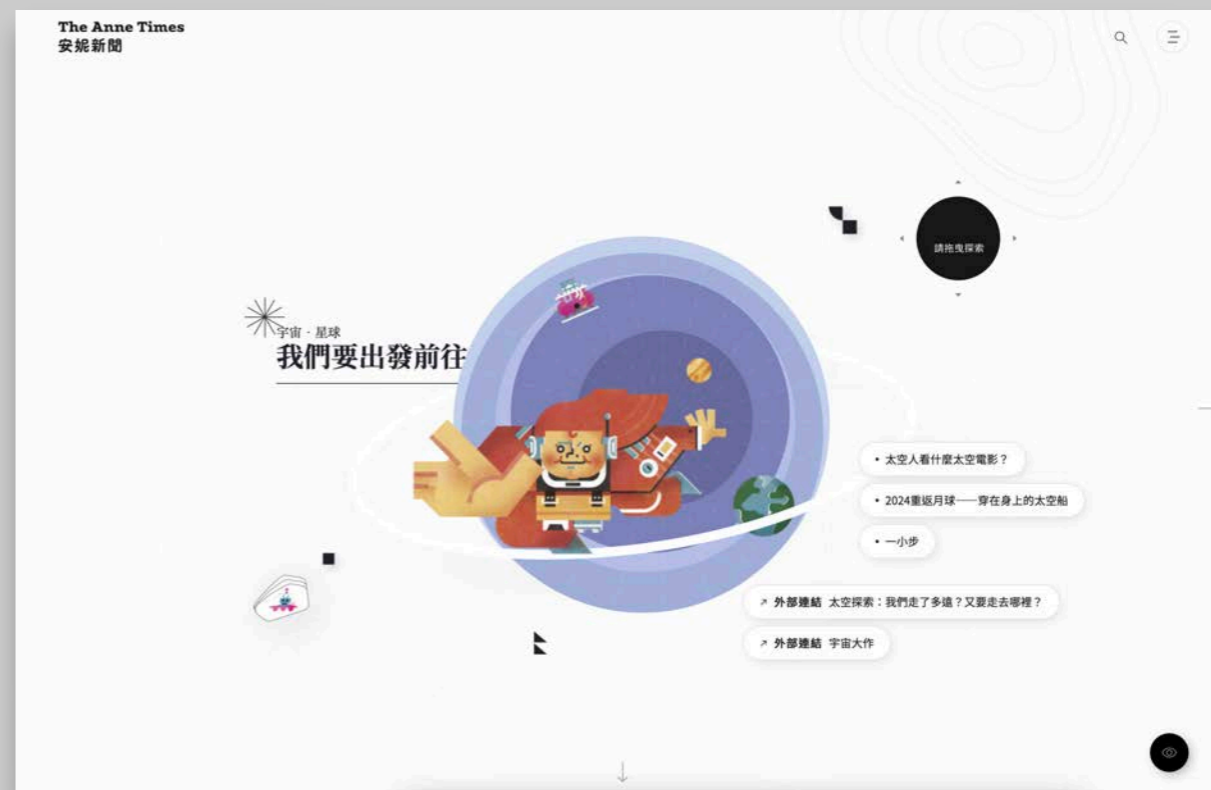 The Anne Times
安妮新聞
請拖曳探索
宇宙・星球
我們要出發前往
• 太空人看什麼太空電影？
• 2024重返月球——穿在身上的太空船
• 一小步
↗ 外部連結 太空探索：我們走了多遠？又要走去哪裡？
↗ 外部連結 宇宙大作